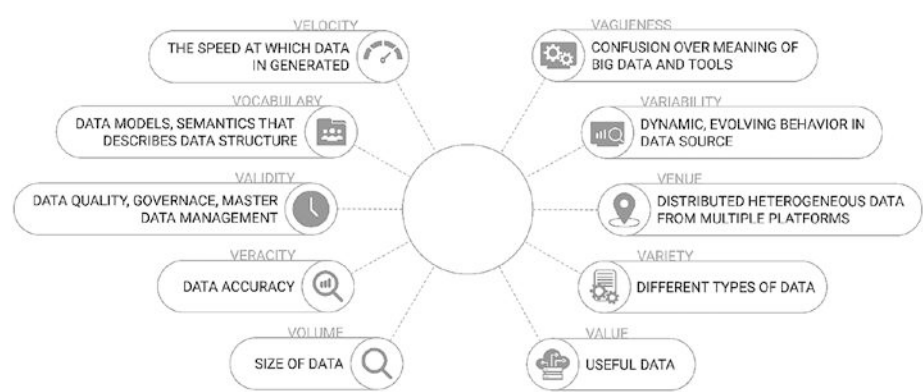 VELOCITY
THE SPEED AT WHICH DATA
IN GENERATED
VOCABULARY
DATA MODELS, SEMANTICS THAT
DESCRIBES DATA STRUCTURE
VALIDITY
DATA QUALITY, GOVERNACE, MASTER
DATA MANAGEMENT
VERACITY
DATA ACCURACY
VOLUME
SIZE OF DATA
VAGUENESS
CONFUSION OVER MEANING OF
BIG DATA AND TOOLS
VARIABILITY
DYNAMIC, EVOLVING BEHAVIOR IN
DATA SOURCE
VENUE
DISTRIBUTED HETEROGENEOUS DATA
FROM MULTIPLE PLATFORMS
VARIETY
DIFFERENT TYPES OF DATA
VALUE
USEFUL DATA